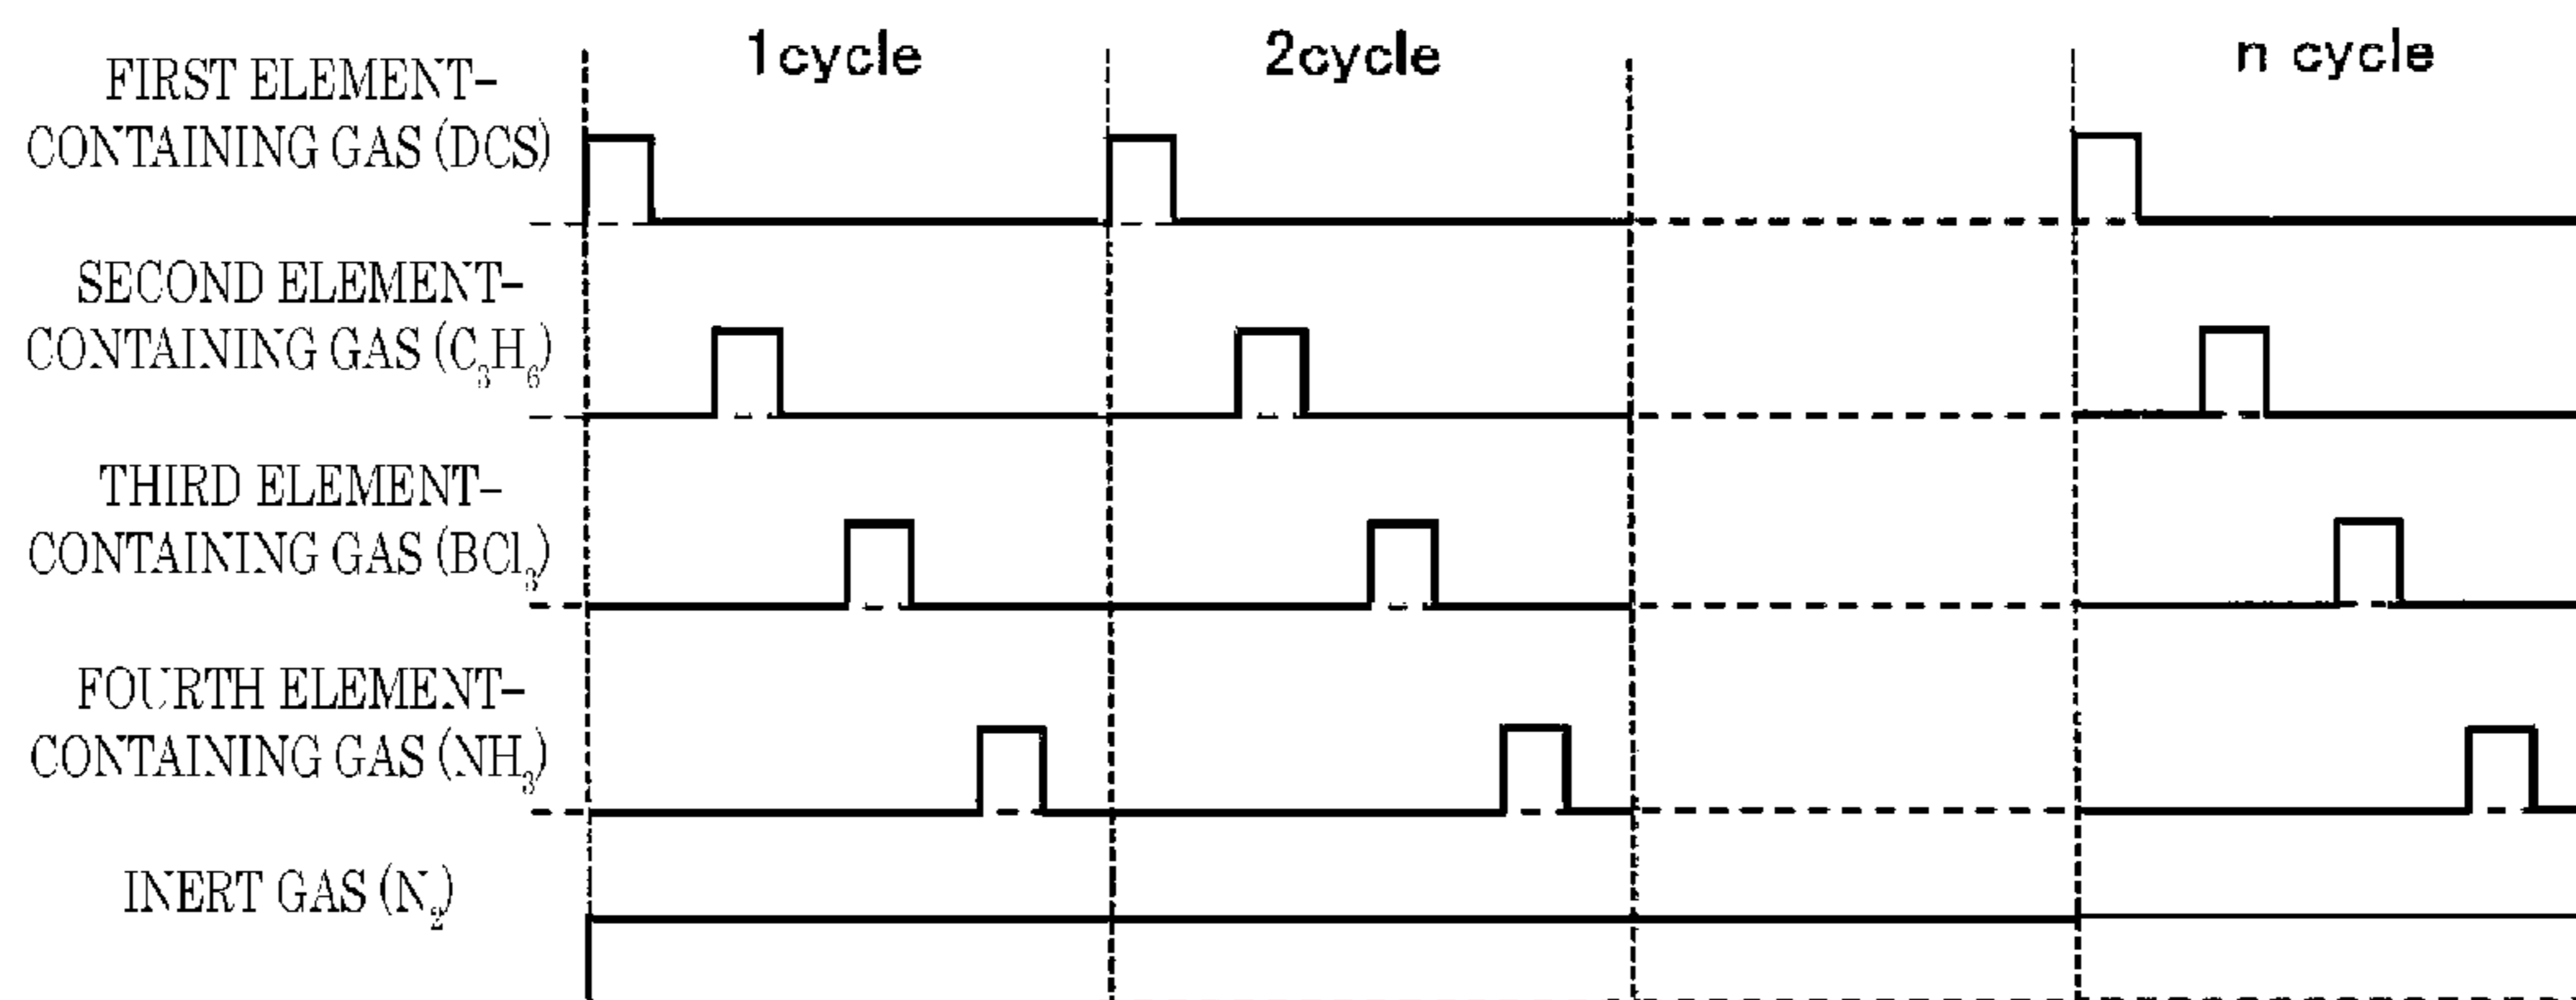 1cycle
2cycle
n cycle
FIRST ELEMENT-
CONTAINING GAS (DCS)
SECOND ELEMENT-
CONTAINING GAS (C₃H₆)
THIRD ELEMENT-
CONTAINING GAS (BCl₃)
FOURTH ELEMENT-
CONTAINING GAS (NH₃)
INERT GAS (N₂)